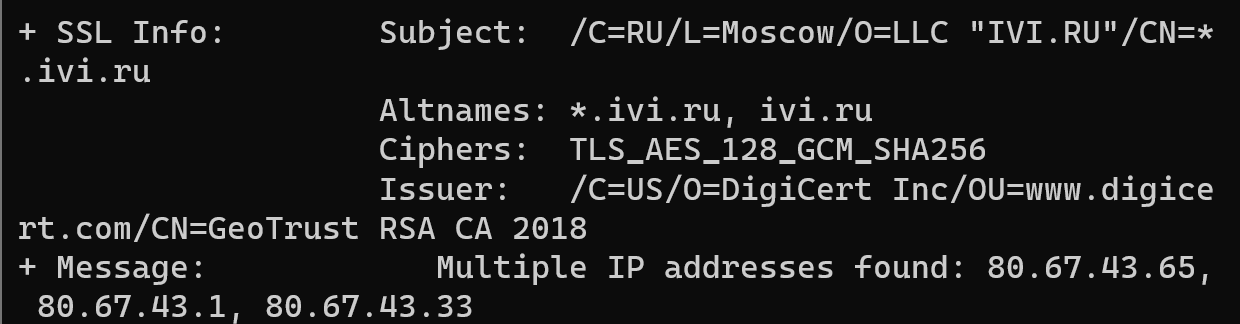 + SSL Info:        Subject:  /C=RU/L=Moscow/O=LLC "IVI.RU"/CN=*
.ivi.ru
                   Altnames: *.ivi.ru, ivi.ru
                   Ciphers:  TLS_AES_128_GCM_SHA256
                   Issuer:   /C=US/O=DigiCert Inc/OU=www.digice
rt.com/CN=GeoTrust RSA CA 2018
+ Message:            Multiple IP addresses found: 80.67.43.65,
 80.67.43.1, 80.67.43.33